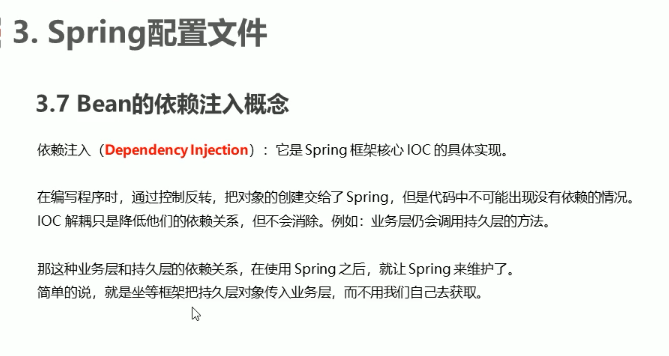 3. Spring配置文件
3.7 Bean的依赖注入概念
依赖注入（Dependency Injection）：它是 Spring 框架核心 IOC 的具体实现。
在编写程序时，通过控制反转，把对象的创建交给了 Spring，但是代码中不可能出现没有依赖的情况。
IOC 解耦只是降低他们的依赖关系，但不会消除。例如：业务层仍会调用持久层的方法。
那这种业务层和持久层的依赖关系，在使用 Spring 之后，就让 Spring 来维护了。
简单的说，就是坐等框架把持久层对象传入业务层，而不用我们自己去获取。